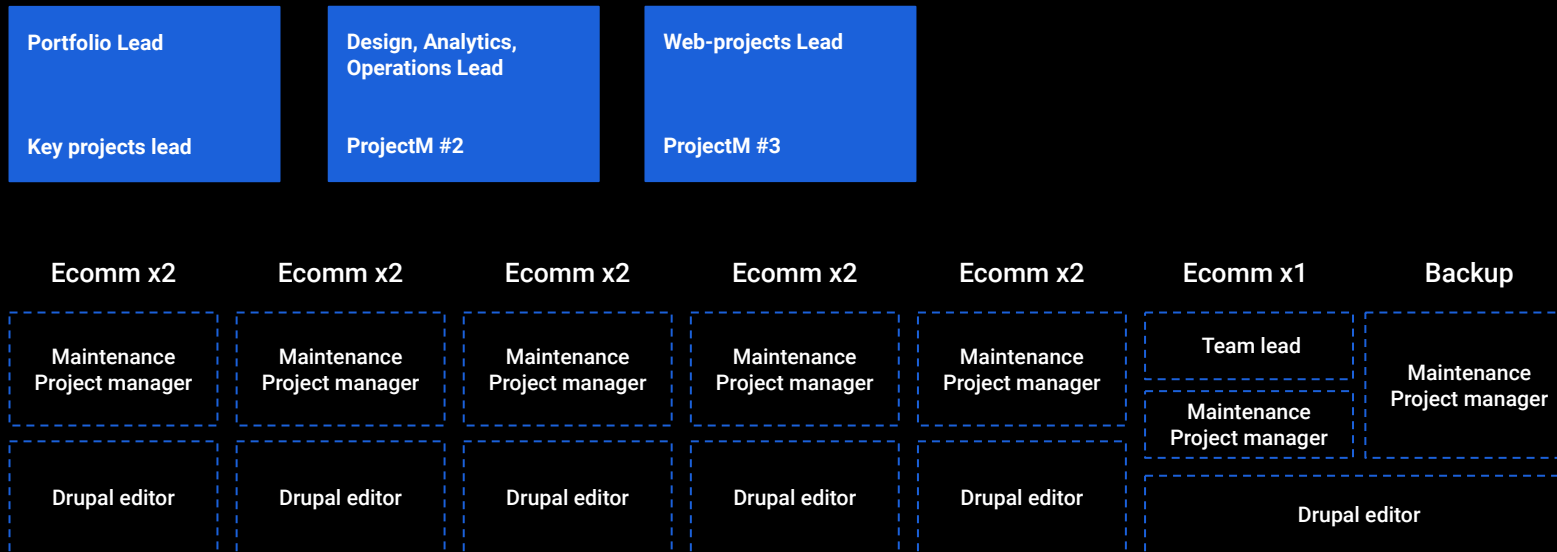 Portfolio Lead
Key projects lead
Design, Analytics,
Operations Lead
ProjectM #2
Web-projects Lead
ProjectM #3
Ecomm x2
Ecomm x2
Ecomm x2
Ecomm x2
Ecomm x2
Ecomm x1
Backup
Maintenance
Project manager
Maintenance
Project manager
Maintenance
Project manager
Maintenance
Project manager
Maintenance
Project manager
Team lead
Maintenance
Project manager
Maintenance
Project manager
Drupal editor
Drupal editor
Drupal editor
Drupal editor
Drupal editor
Drupal editor